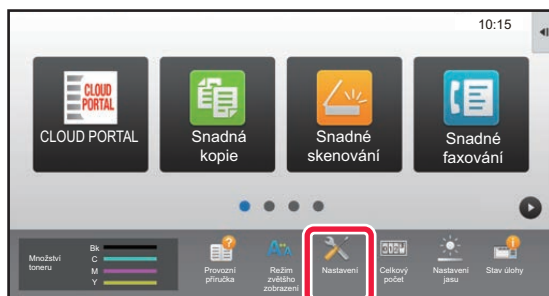 10:15
CLOUD
PORTAL
CLOUD PORTAL
Snadná
kopie
Snadné
skenování
Snadné
faxování
Množství
toneru
Bk
C
M
Y
Provozní
příručka
Režim
zvětšho
zobrazení
Nastavení
Celkový
počet
Nastavení
jasu
Stav úlohy